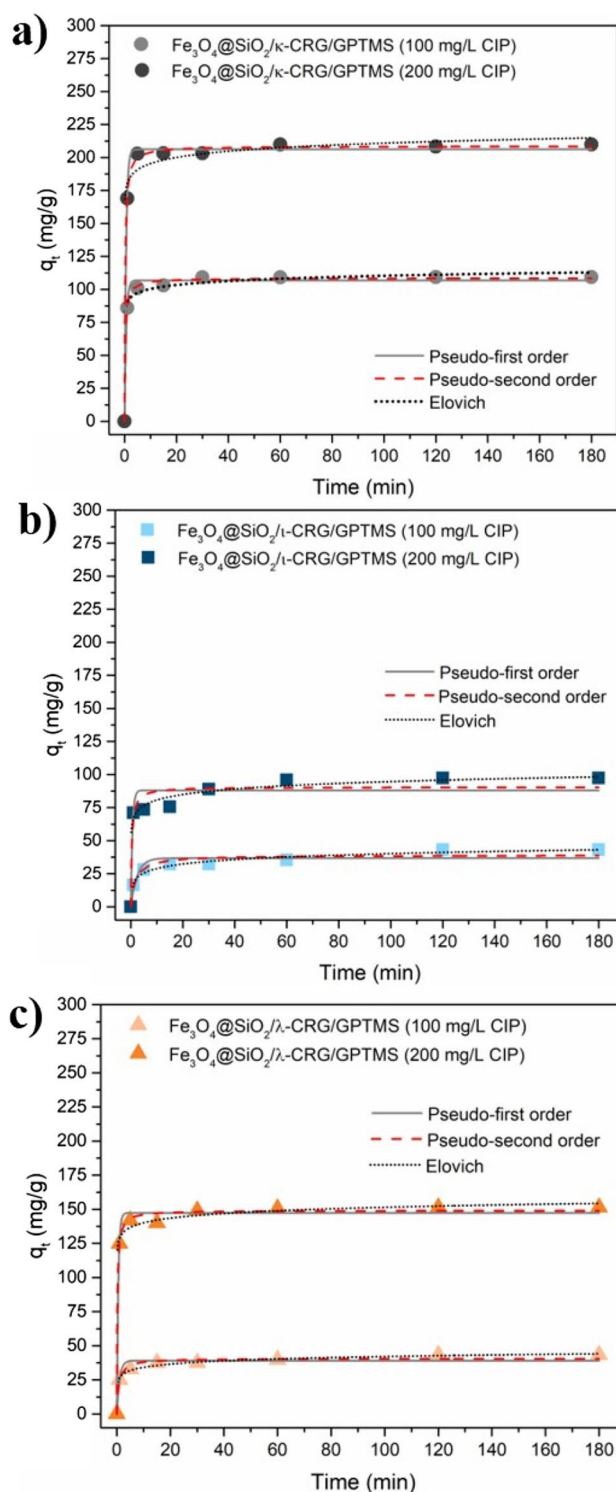 a)
Fe₃O₄@SiO₂/κ-CRG/GPTMS (100 mg/L CIP)
Fe₃O₄@SiO₂/κ-CRG/GPTMS (200 mg/L CIP)
300
275
250
225
200
175
150
125
100
75
50
25
0
qₜ (mg/g)
Pseudo-first order
Pseudo-second order
Elovich
0 20 40 60 80 100 120 140 160 180
Time (min)
b)
Fe₃O₄@SiO₂/ι-CRG/GPTMS (100 mg/L CIP)
Fe₃O₄@SiO₂/ι-CRG/GPTMS (200 mg/L CIP)
300
275
250
225
200
175
150
125
100
75
50
25
0
qₜ (mg/g)
Pseudo-first order
Pseudo-second order
Elovich
0 20 40 60 80 100 120 140 160 180
Time (min)
c)
Fe₃O₄@SiO₂/λ-CRG/GPTMS (100 mg/L CIP)
Fe₃O₄@SiO₂/λ-CRG/GPTMS (200 mg/L CIP)
300
275
250
225
200
175
150
125
100
75
50
25
0
qₜ (mg/g)
Pseudo-first order
Pseudo-second order
Elovich
0 20 40 60 80 100 120 140 160 180
Time (min)